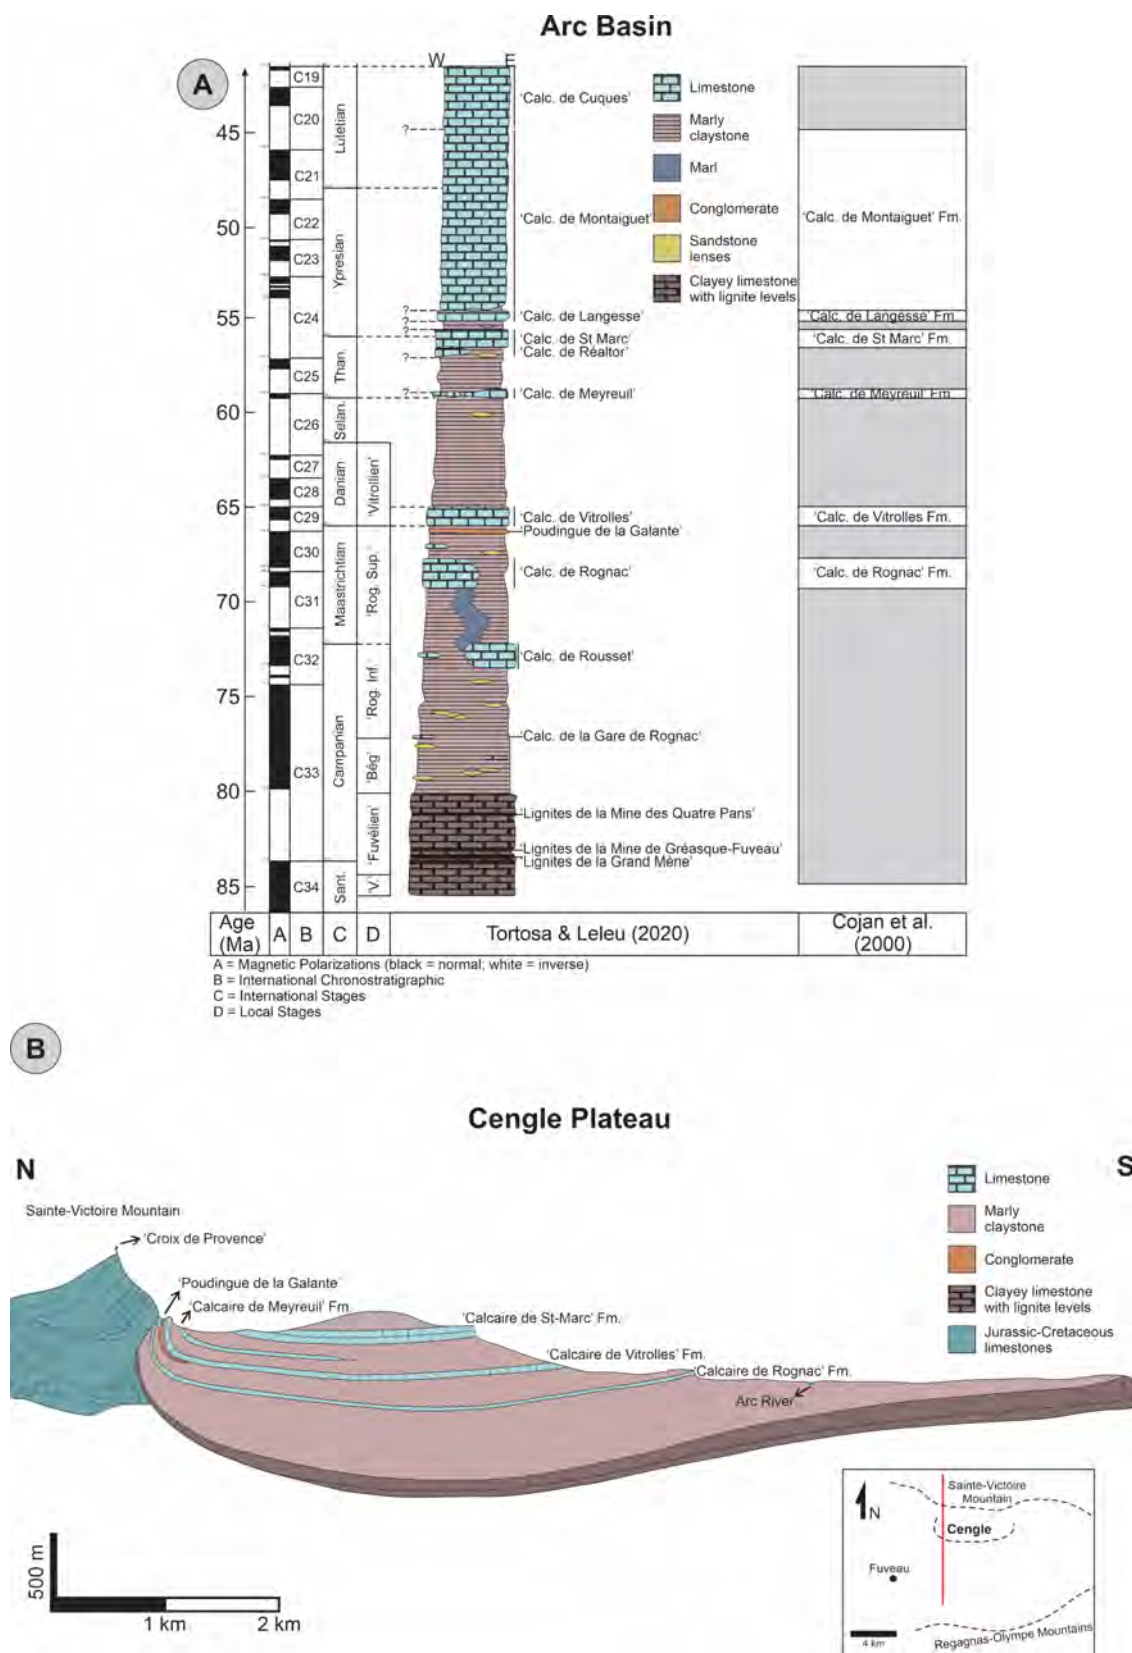 Arc Basin
A
W
E
C19
C20
C21
C22
C23
C24
C25
C26
C27
C28
C29
C30
C31
C32
C33
C34
45
50
55
60
65
70
75
80
85
Lutetian
Ypresian
Than.
Selan.
Danian
Maastrichtian
Campanian
Sant.
'Vitrollien'
'Rog. Sup.'
'Rog. Inf.'
'Bég'
'Fuvélien'
'V.'
?
?
?
?
?
?
'Calc. de Cuques'
'Calc. de Montaiguet'
'Calc. de Langesse'
'Calc. de St Marc'
'Calc. de Réaltor'
'Calc. de Meyreuil'
'Calc. de Vitrolles'
'Poudingue de la Galante'
'Calc. de Rognac'
'Calc. de Rousset'
'Calc. de la Gare de Rognac'
'Lignites de la Mine des Quatre Pans'
'Lignites de la Mine de Gréasque-Fuveau'
'Lignites de la Grand Mène'
Limestone
Marly
claystone
Marl
Conglomerate
Sandstone
lenses
Clayey limestone
with lignite levels
'Calc. de Montaiguet' Fm.
'Calc. de Langesse' Fm.
'Calc. de St Marc' Fm.
'Calc. de Meyreuil' Fm.
'Calc. de Vitrolles Fm.
'Calc. de Rognac' Fm.
Age
(Ma)
A
B
C
D
Tortosa & Leleu (2020)
Cojan et al.
(2000)
A = Magnetic Polarizations (black = normal; white = inverse)
B = International Chronostratigraphic
C = International Stages
D = Local Stages
B
Cengle Plateau
N
S
Sainte-Victoire Mountain
'Croix de Provence'
'Poudingue de la Galante'
'Calcaire de Meyreuil' Fm.
'Calcaire de St-Marc' Fm.
'Calcaire de Vitrolles' Fm.
'Calcaire de Rognac' Fm.
Arc River
Limestone
Marly
claystone
Conglomerate
Clayey limestone
with lignite levels
Jurassic-Cretaceous
limestones
500 m
1 km
2 km
N
Sainte-Victoire
Mountain
Cengle
Fuveau
4 km
Regagnas-Olympe Mountains